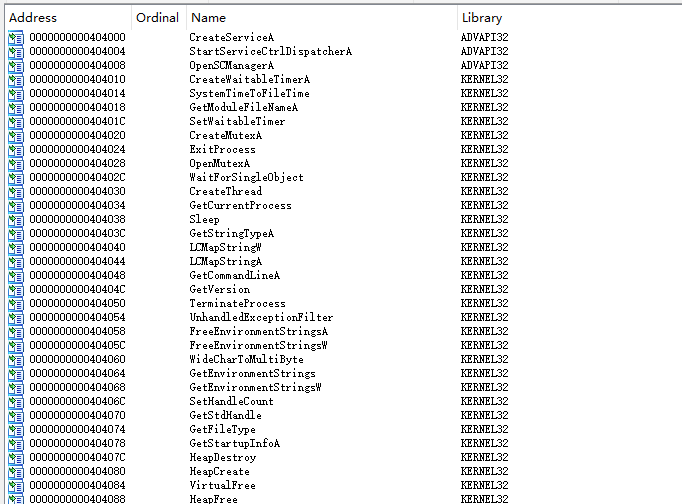 Address Ordinal Name Library
0000000000404000 CreateServiceA ADVAPI32
0000000000404004 StartServiceCtrlDispatcherA ADVAPI32
0000000000404008 OpenSCManagerA ADVAPI32
0000000000404010 CreateWaitableTimerA KERNEL32
0000000000404014 SystemTimeToFileTime KERNEL32
0000000000404018 GetModuleFileNameA KERNEL32
000000000040401C SetWaitableTimer KERNEL32
0000000000404020 CreateMutexA KERNEL32
0000000000404024 ExitProcess KERNEL32
0000000000404028 OpenMutexA KERNEL32
000000000040402C WaitForSingleObject KERNEL32
0000000000404030 CreateThread KERNEL32
0000000000404034 GetCurrentProcess KERNEL32
0000000000404038 Sleep KERNEL32
000000000040403C GetStringTypeA KERNEL32
0000000000404040 LCMapStringW KERNEL32
0000000000404044 LCMapStringA KERNEL32
0000000000404048 GetCommandLineA KERNEL32
000000000040404C GetVersion KERNEL32
0000000000404050 TerminateProcess KERNEL32
0000000000404054 UnhandledExceptionFilter KERNEL32
0000000000404058 FreeEnvironmentStringsA KERNEL32
000000000040405C FreeEnvironmentStringsW KERNEL32
0000000000404060 WideCharToMultiByte KERNEL32
0000000000404064 GetEnvironmentStrings KERNEL32
0000000000404068 GetEnvironmentStringsW KERNEL32
000000000040406C SetHandleCount KERNEL32
0000000000404070 GetStdHandle KERNEL32
0000000000404074 GetFileType KERNEL32
0000000000404078 GetStartupInfoA KERNEL32
000000000040407C HeapDestroy KERNEL32
0000000000404080 HeapCreate KERNEL32
0000000000404084 VirtualFree KERNEL32
0000000000404088 HeapFree KERNEL32